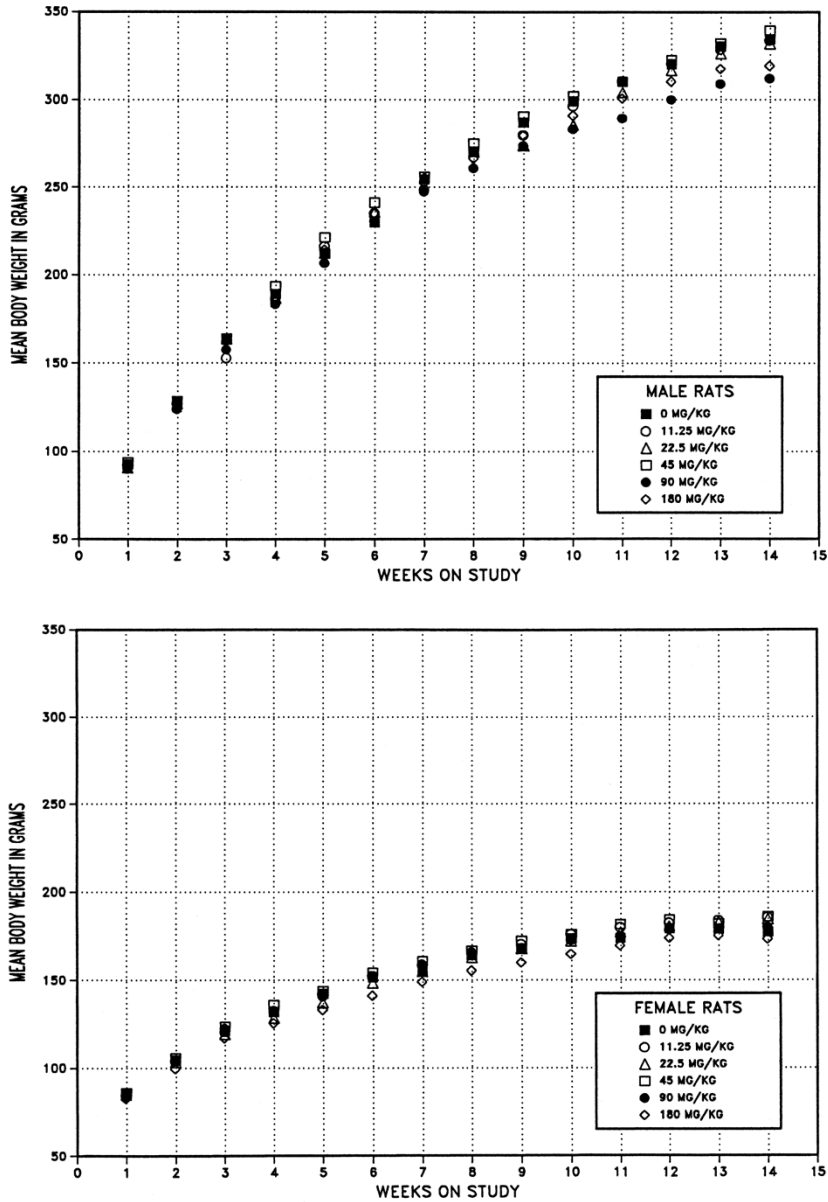 350
300
250
200
150
100
50
MEAN BODY WEIGHT IN GRAMS
MALE RATS
0 MG/KG
11.25 MG/KG
22.5 MG/KG
45 MG/KG
90 MG/KG
180 MG/KG
0 1 2 3 4 5 6 7 8 9 10 11 12 13 14 15
WEEKS ON STUDY
350
300
250
200
150
100
50
MEAN BODY WEIGHT IN GRAMS
FEMALE RATS
0 MG/KG
11.25 MG/KG
22.5 MG/KG
45 MG/KG
90 MG/KG
180 MG/KG
0 1 2 3 4 5 6 7 8 9 10 11 12 13 14 15
WEEKS ON STUDY